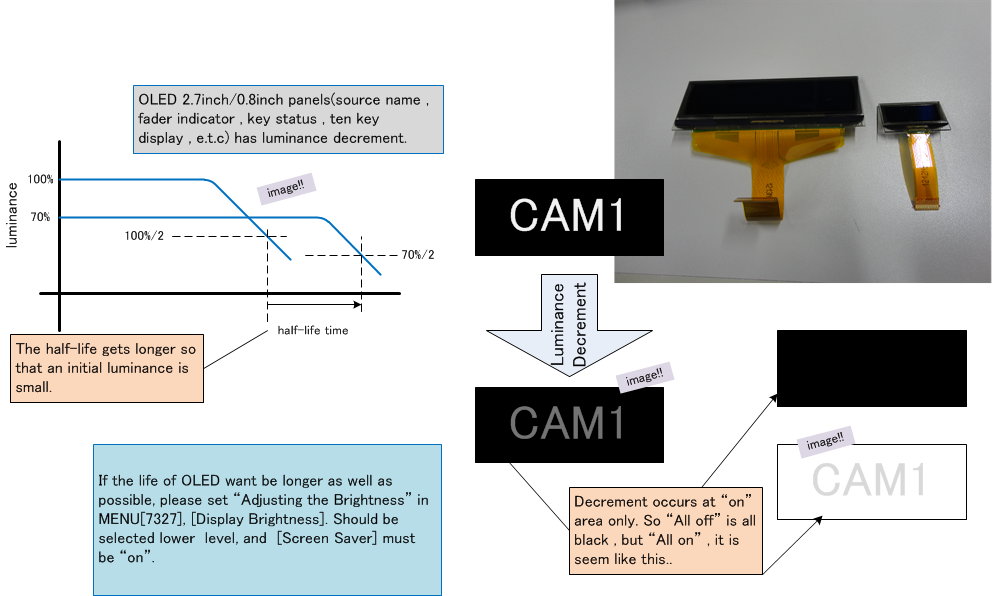 OLED 2.7inch/0.8inch panels(source name ,
fader indicator , key status , ten key
display , e.t.c) has luminance decrement.
luminance
100%
70%
image!!
100%/2
70%/2
half-life time
The half-life gets longer so
that an initial luminance is
small.
If the life of OLED want be longer as well as
possible, please set “Adjusting the Brightness” in
MENU[7327], [Display Brightness]. Should be
selected lower level, and [Screen Saver] must
be “on”.
CAM1
Luminance
Decrement
image!!
CAM1
Decrement occurs at “on”
area only. So “All off” is all
black , but “All on” , it is
seem like this..
image!!
CAM1